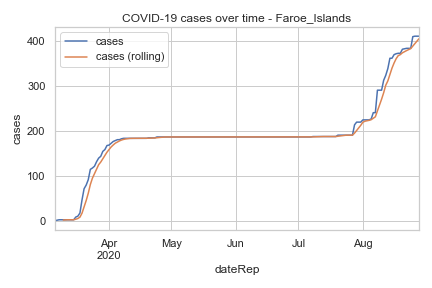 COVID-19 cases over time - Faroe_Islands
cases
cases (rolling)
400
300
200
100
0
cases
Apr
2020
May
Jun
Jul
Aug
dateRep